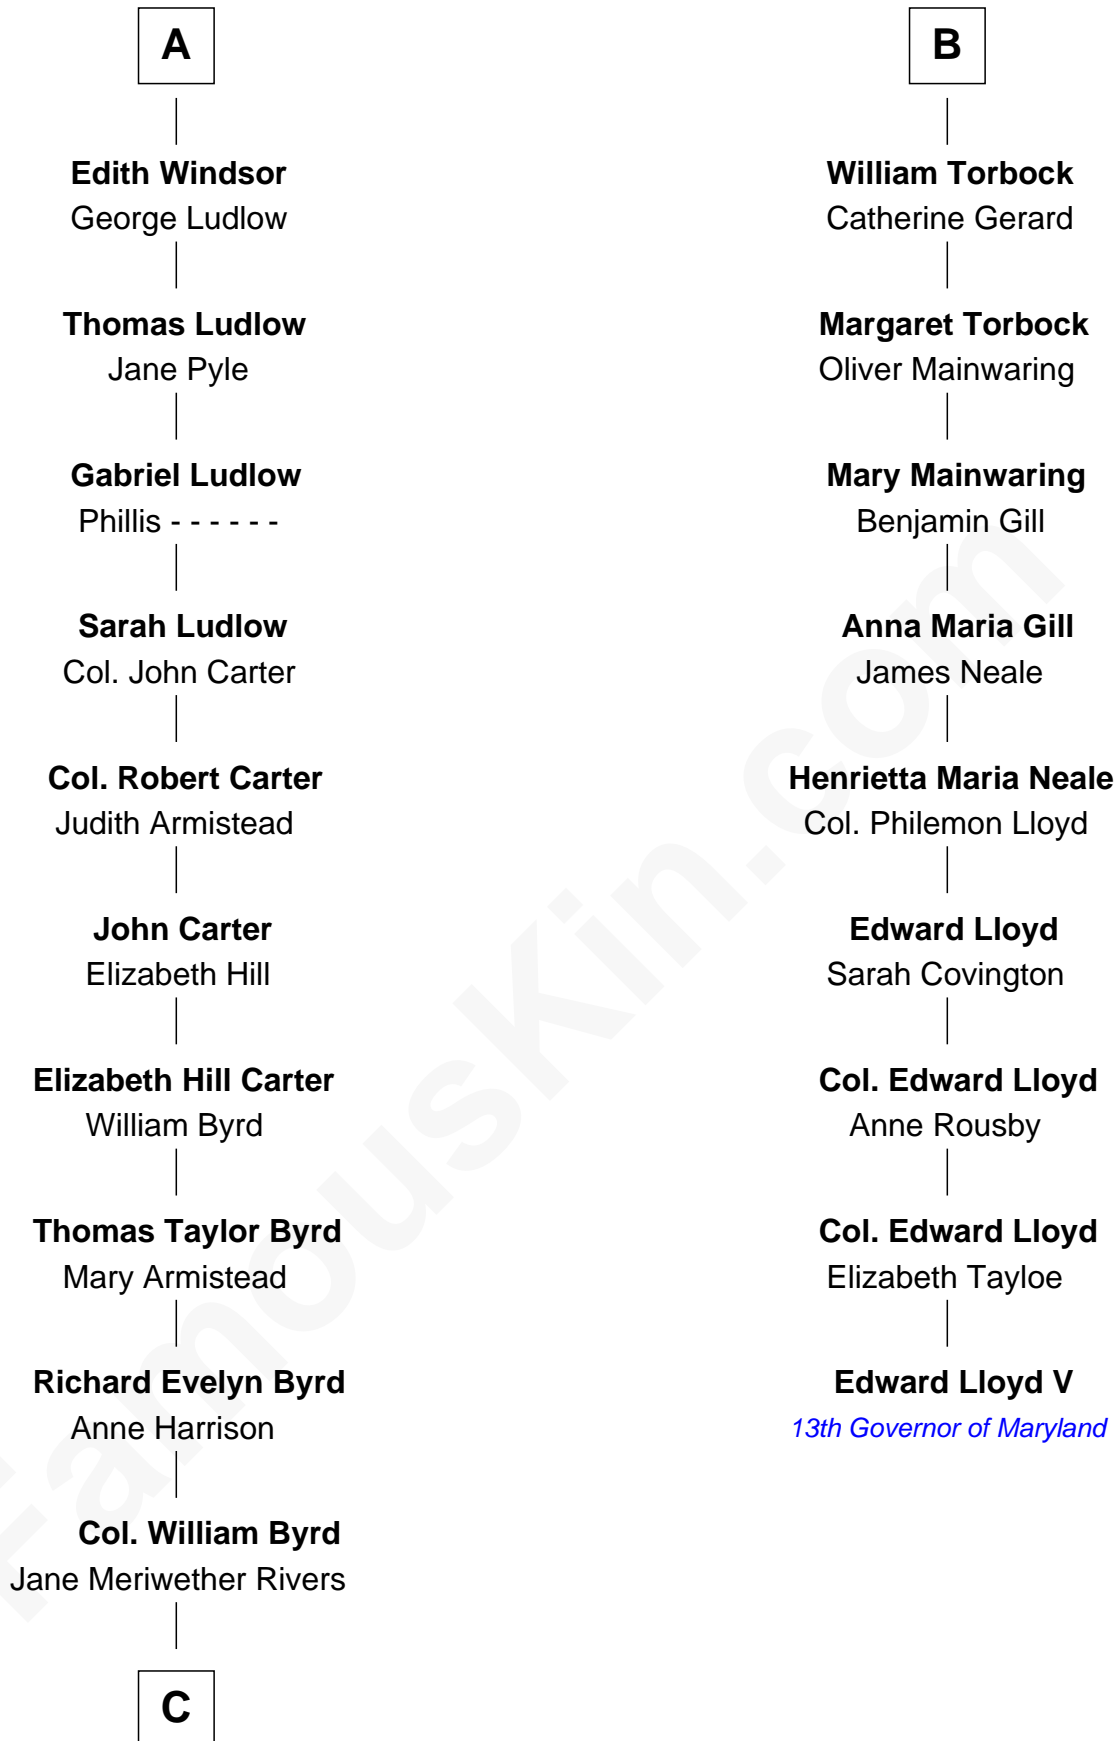 A
Edith Windsor
George Ludlow
Thomas Ludlow
Jane Pyle
Gabriel Ludlow
Phillis - - - - - -
Sarah Ludlow
Col. John Carter
Col. Robert Carter
Judith Armistead
John Carter
Elizabeth Hill
Elizabeth Hill Carter
William Byrd
Thomas Taylor Byrd
Mary Armistead
Richard Evelyn Byrd
Anne Harrison
Col. William Byrd
Jane Meriwether Rivers
C
B
William Torbock
Catherine Gerard
Margaret Torbock
Oliver Mainwaring
Mary Mainwaring
Benjamin Gill
Anna Maria Gill
James Neale
Henrietta Maria Neale
Col. Philemon Lloyd
Edward Lloyd
Sarah Covington
Col. Edward Lloyd
Anne Rousby
Col. Edward Lloyd
Elizabeth Tayloe
Edward Lloyd V
13th Governor of Maryland
FamousKin.com